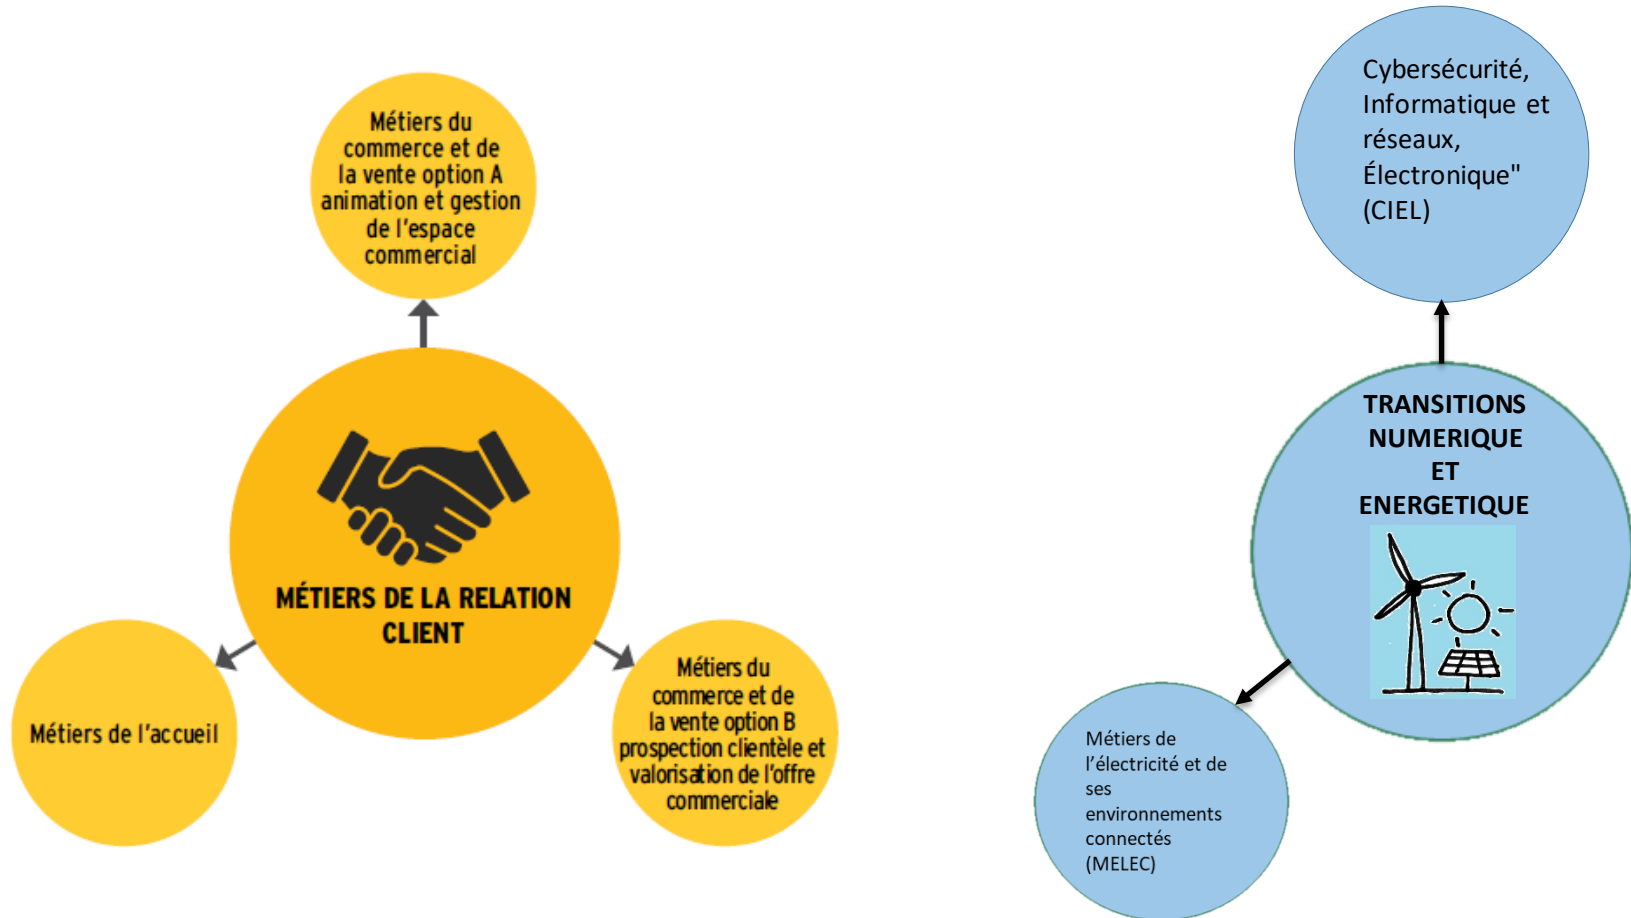 Métiers du
commerce et de
la vente option A
animation et gestion
de l'espace
commercial
MÉTIERS DE LA RELATION
CLIENT
Métiers de l'accueil
Métiers du
commerce et de
la vente option B
prospection clientèle et
valorisation de l'offre
commerciale
Cybersécurité,
Informatique et
réseaux,
Électronique"
(CIEL)
TRANSITIONS
NUMERIQUE
ET
ENERGETIQUE
Métiers de
l'électricité et de
ses
environnements
connectés
(MELEC)